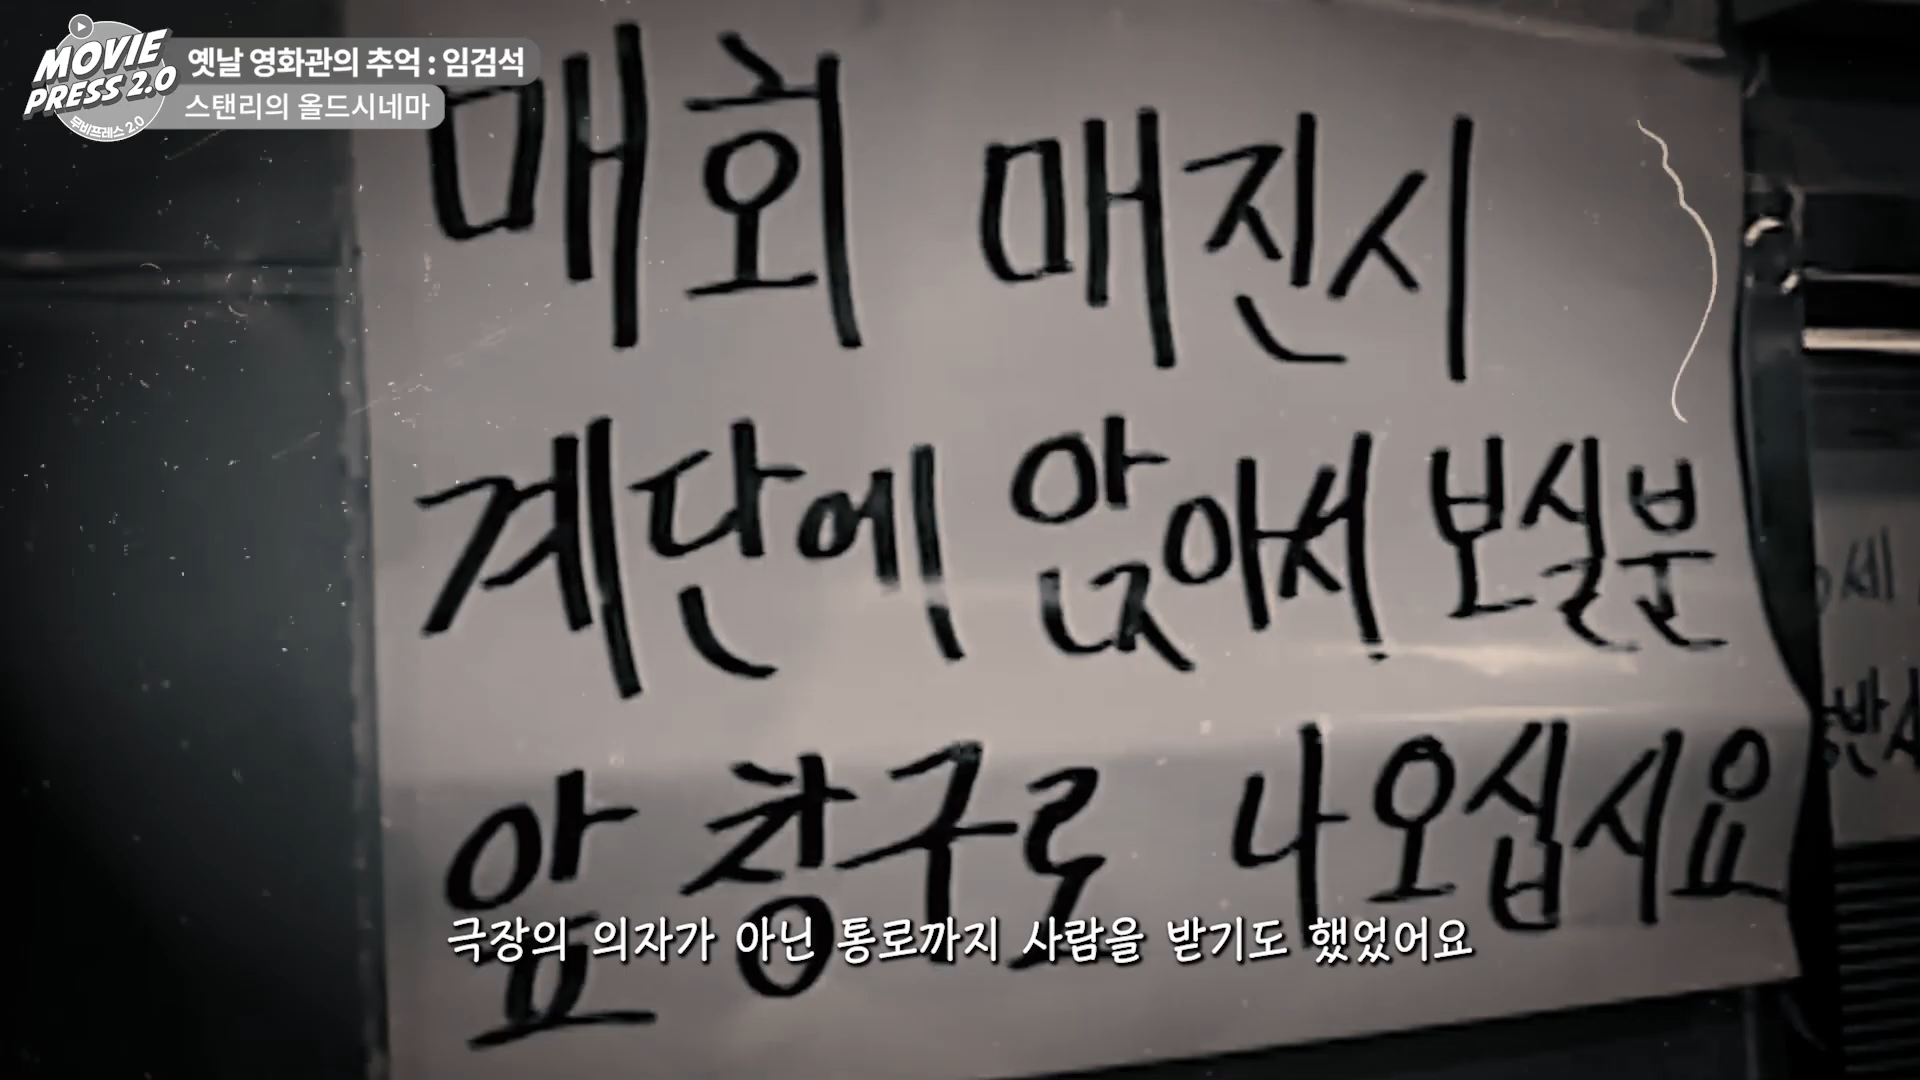 MOVIE
PRESS 2.0
무비프레스 2.0
옛날 영화관의 추억 : 임검석
스탠리의 올드시네마
매회 매진시
계단에 앉아서 보실분
앞 창구로 나오십시요
세
반
극장의 의자가 아닌 통로까지 사람을 받기도 했었어요